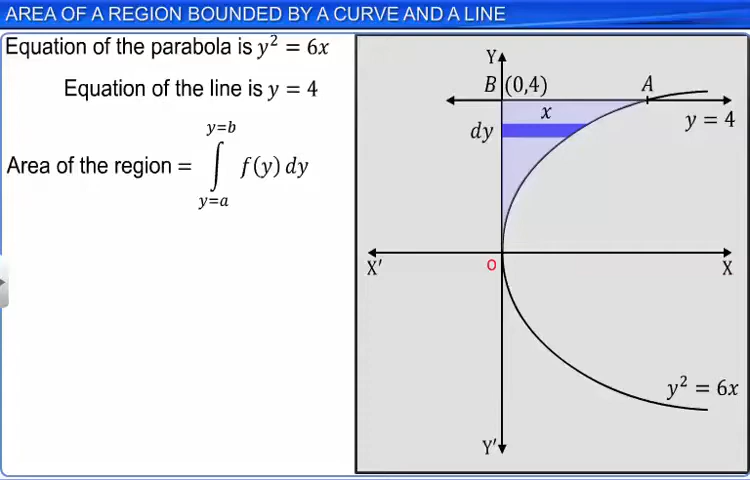 AREA OF A REGION BOUNDED BY A CURVE AND A LINE
Equation of the parabola is y² = 6x
Equation of the line is y = 4
y=b
Area of the region = ∫ f(y) dy
y=a
Y
B (0,4) A
x
y = 4
dy
X′ O X
y² = 6x
Y′